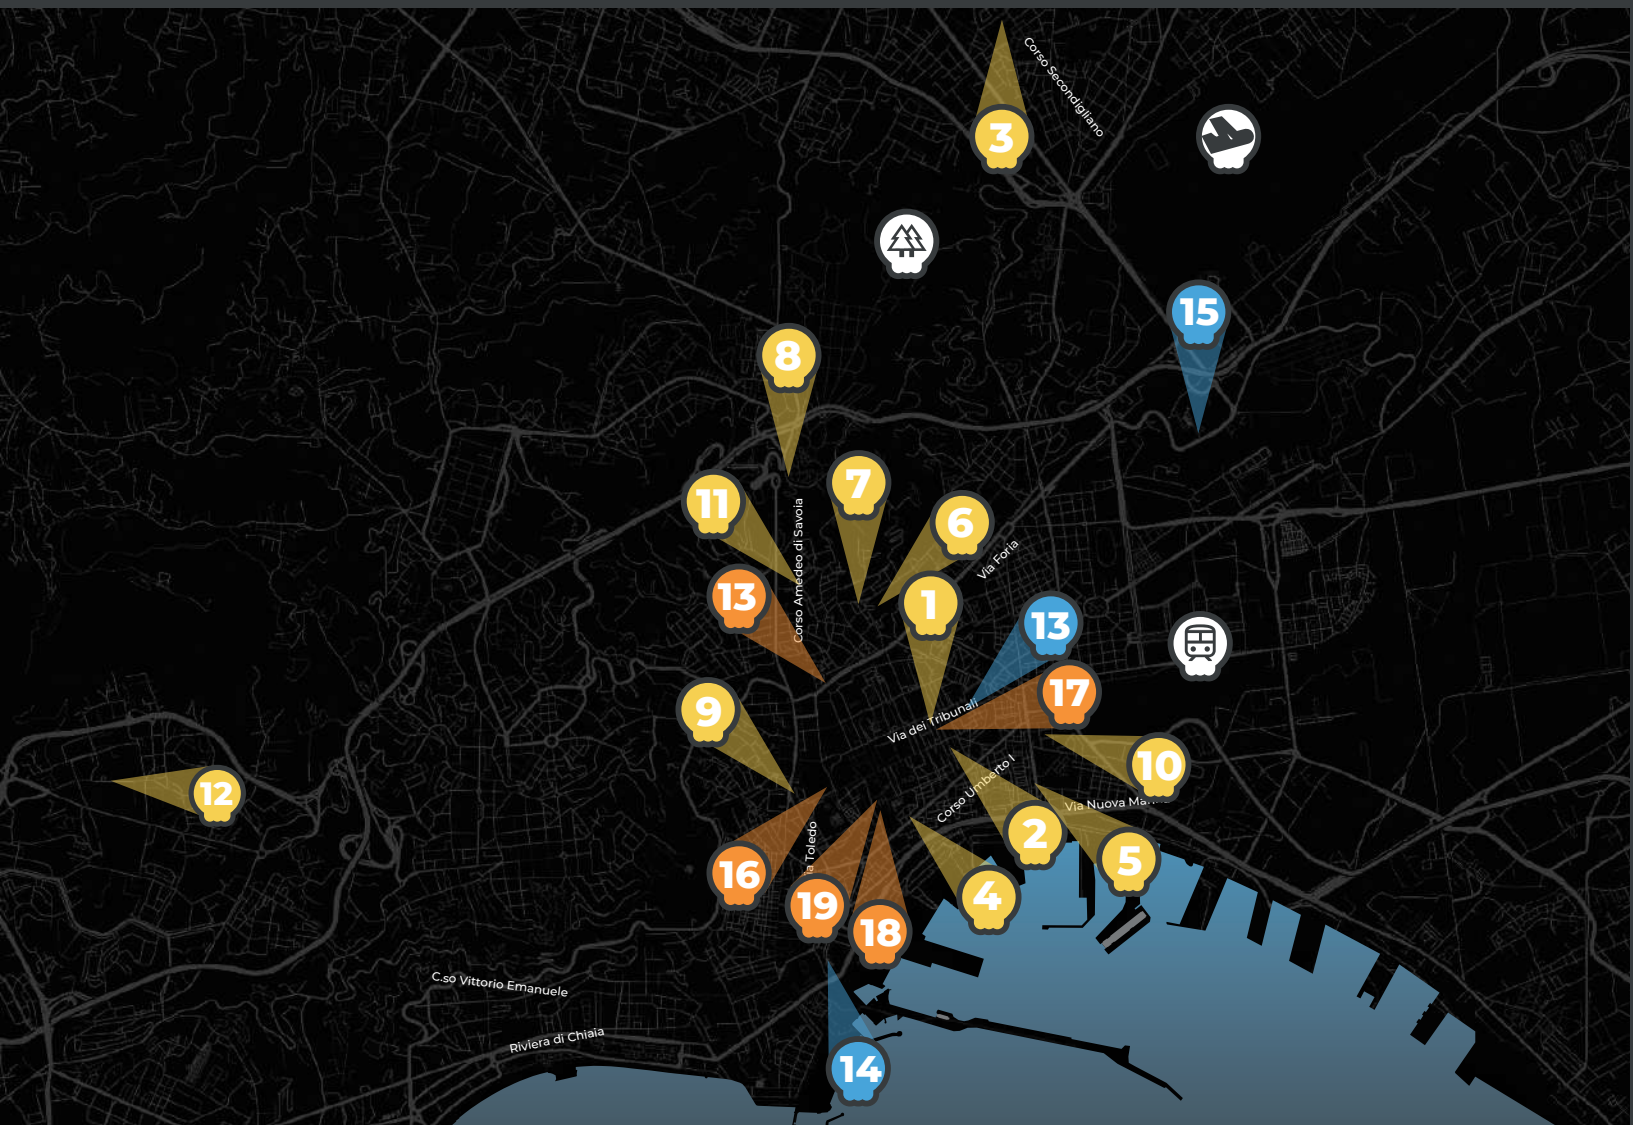 Corso Secondigliano
3
15
8
7
11
6
Corso Amedeo di Savoia
Via Foria
13
1
13
17
9
Via dei Tribunali
10
12
Corso Umberto I
Via Nuova
2
5
Toledo
16
4
19
18
C.so Vittorio Emanuele
Riviera di Chiaia
14